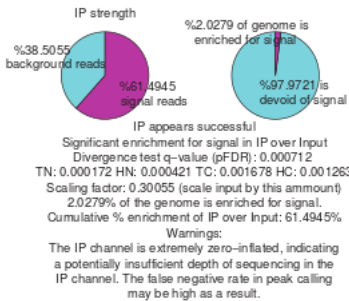 IP strength
%38.5055
background reads
%61.4945
signal reads
%2.0279 of genome is
enriched for signal
%97.9721 is
devoid of signal
IP appears successful
Significant enrichment for signal in IP over Input
Divergence test q−value (pFDR): 0.000712
TN: 0.000172 HN: 0.000421 TC: 0.001678 HC: 0.001263
Scaling factor: 0.30055 (scale input by this ammount)
2.0279% of the genome is enriched for signal.
Cumulative % enrichment of IP over Input: 61.4945%
Warnings:
The IP channel is extremely zero−inflated, indicating
a potentially insufficient depth of sequencing in the
IP channel. The false negative rate in peak calling
may be high as a result.